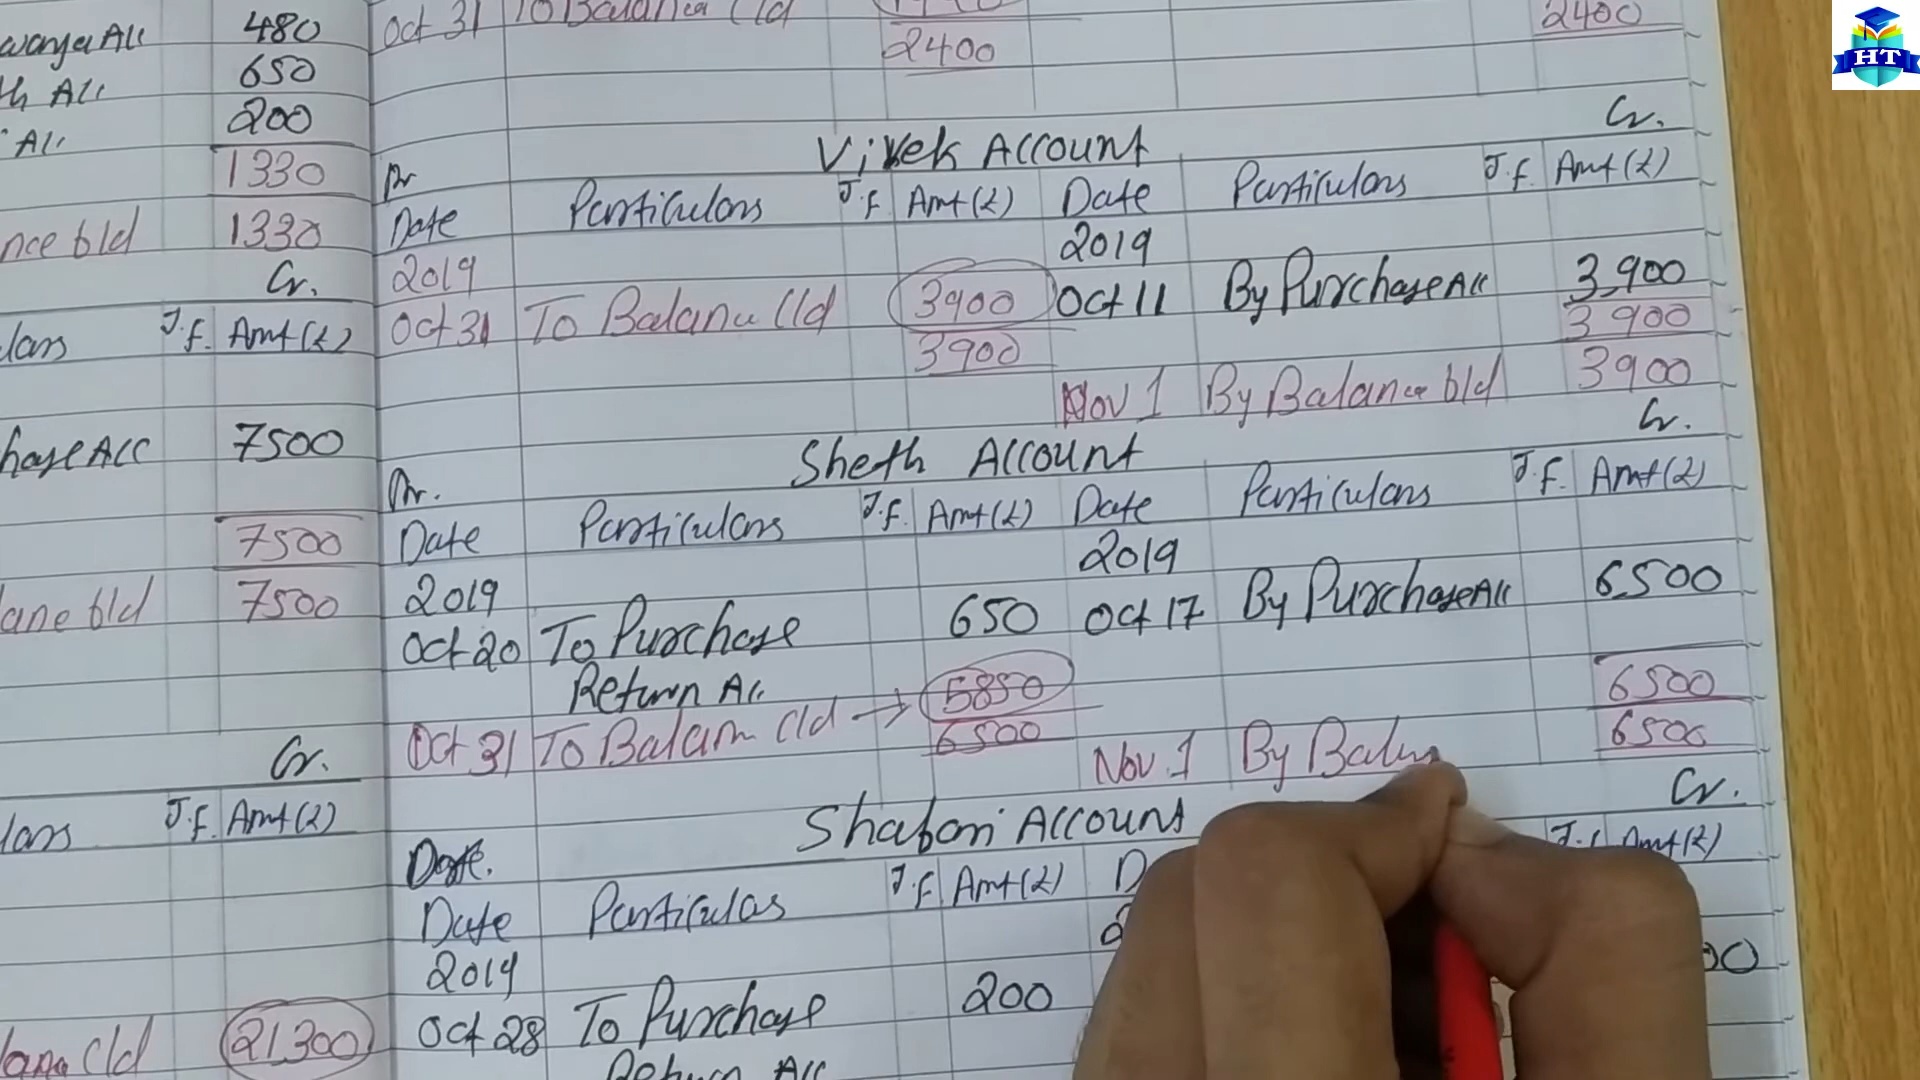 HT
480
650
200
1330
1330
Cr.
J.F. Amt(₹)
7500
7500
7500
Cr.
J.F. Amt(₹)
21300
Oct 31 To Balance C/d
2400 2400
Vivek Account Cr.
Dr
Date Particulars J.F Amt(₹) Date Particulars J.F. Amt(₹)
2019 2019
Oct 31 To Balance C/d 3900 Oct 11 By Purchase A/c 3,900
3900 3900
Nov 1 By Balance b/d 3900
Sheth Account Cr.
Dr.
Date Particulars J.F. Amt(₹) Date Particulars J.F. Amt(₹)
2019 2019
Oct 20 To Purchase 650 Oct 17 By Purchase A/c 6500
Return A/c 5850 6500
Oct 31 To Balance C/d 6500 Nov 1 By 6500
Account Cr.
Date Particulars J.F Amt(₹) Amt(₹)
2019
Oct 28 To Purchase 200
Return A/c